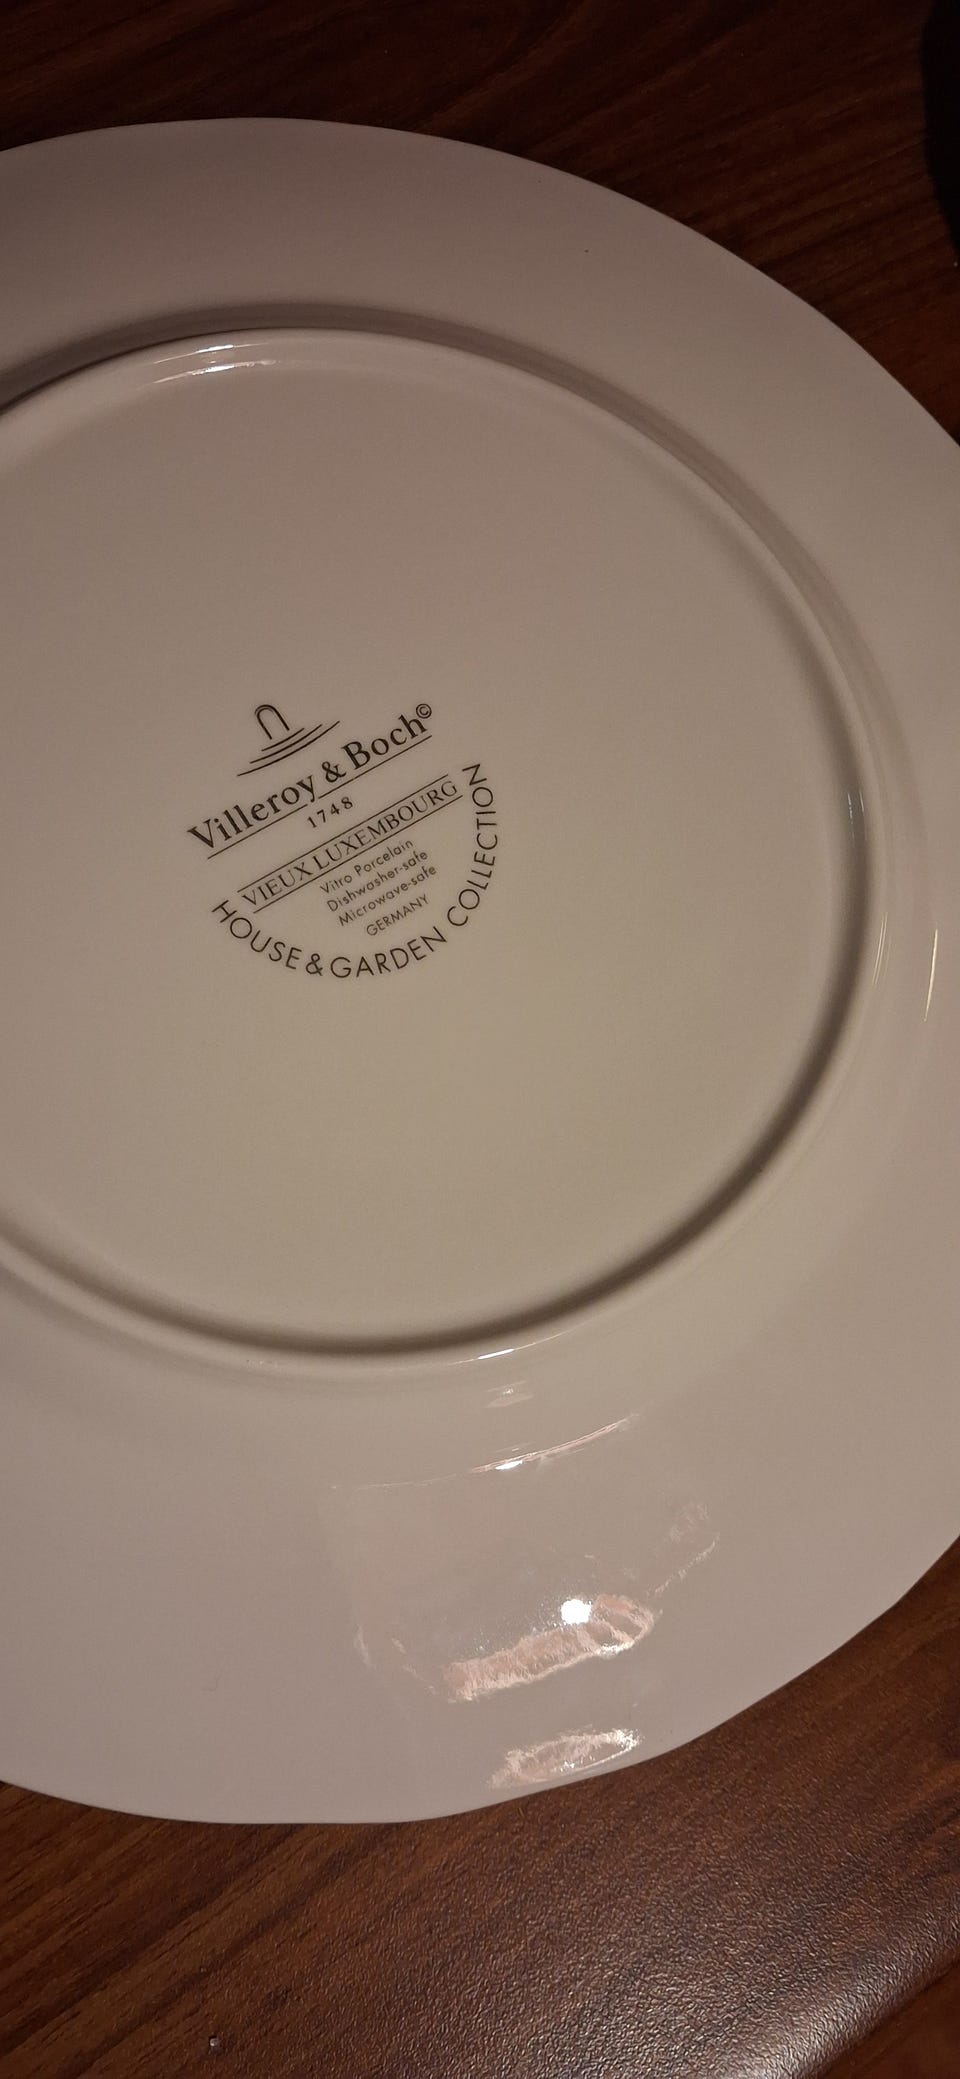 Villeroy & Boch©
1748
VIEUX LUXEMBOURG
Vitro Porcelain
Dishwasher-safe
Microwave-safe
GERMANY
HOUSE & GARDEN COLLECTION